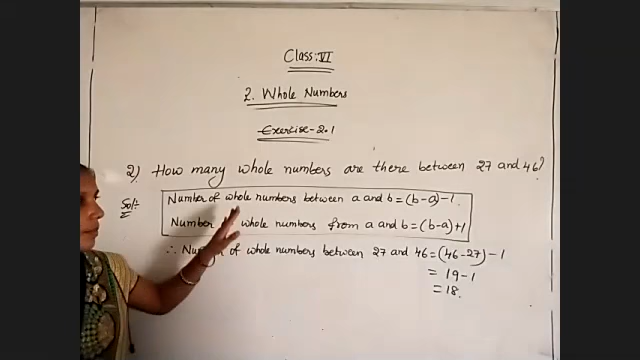 Class: VI
2. Whole Numbers
Exercise-2.1
2) How many whole numbers are there between 27 and 46?
Sol: Number of whole numbers between a and b = (b-a)-1.
Number of whole numbers from a and b = (b-a)+1
∴ Number of whole numbers between 27 and 46 = (46-27)-1
= 19-1
= 18.